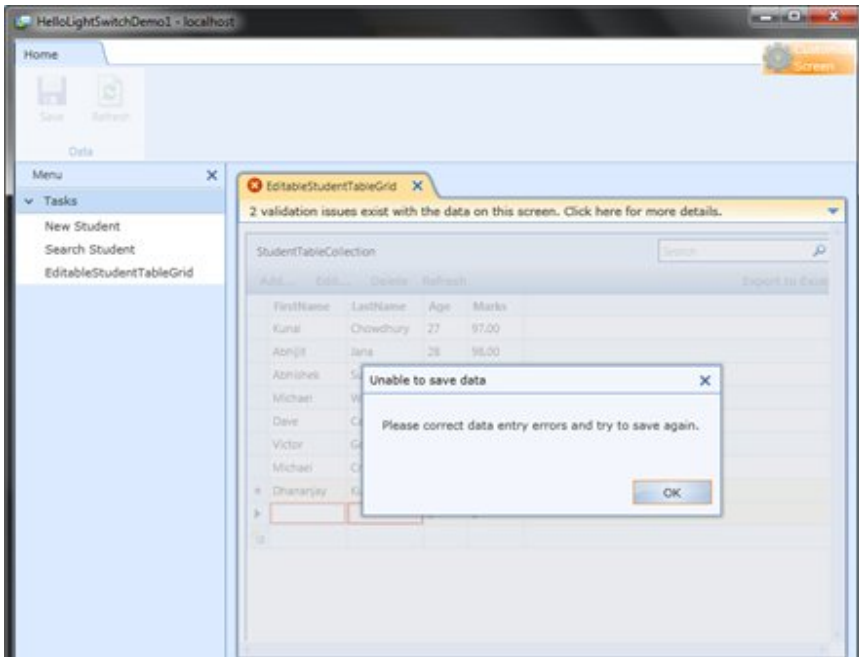 HelloLightSwitchDemo1 - localhost
Home
Screen
Save Refresh
Data
Menu
Tasks
New Student
Search Student
EditableStudentTableGrid
EditableStudentTableGrid
2 validation issues exist with the data on this screen. Click here for more details.
StudentTableCollection
Search
Add... Edit... Delete Refresh Export to Excel
FirstName LastName Age Marks
Kunal Chowdhury 27 97.00
Abhijit Jana 28 98.00
Abhishek
Michael
Dave
Victor
Michael
Dhananjay
Unable to save data
Please correct data entry errors and try to save again.
OK